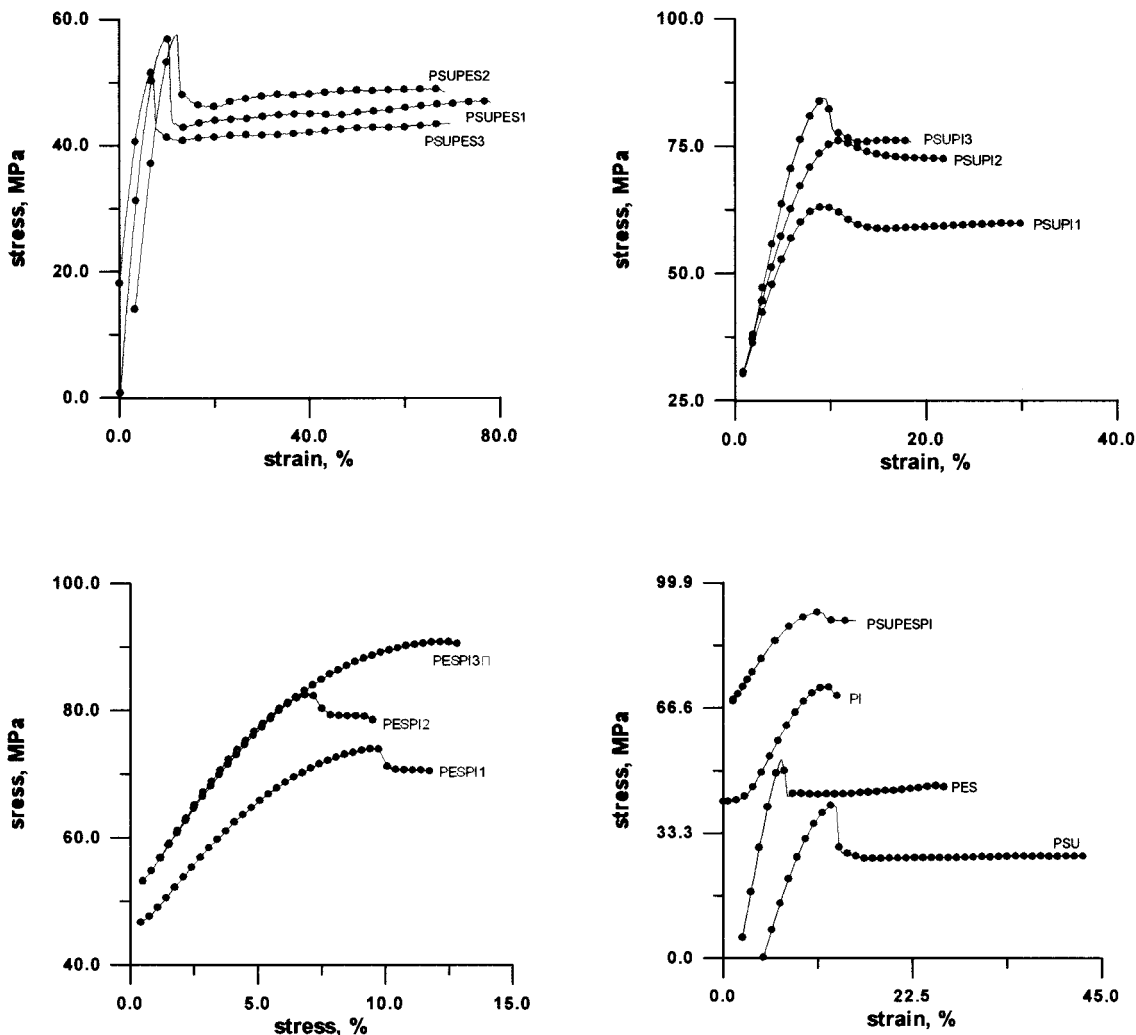 60.0
40.0
20.0
0.0
stress, MPa
PSUPES2
PSUPES1
PSUPES3
0.0
40.0
80.0
strain, %
100.0
75.0
50.0
25.0
stress, MPa
PSUPI3
PSUPI2
PSUPI1
0.0
20.0
40.0
strain, %
100.0
80.0
60.0
40.0
sress, MPa
PESPI3□
PESPI2
PESPI1
0.0
5.0
10.0
15.0
stress, %
99.9
66.6
33.3
0.0
stress, MPa
PSUPESPI
PI
PES
PSU
0.0
22.5
45.0
strain, %